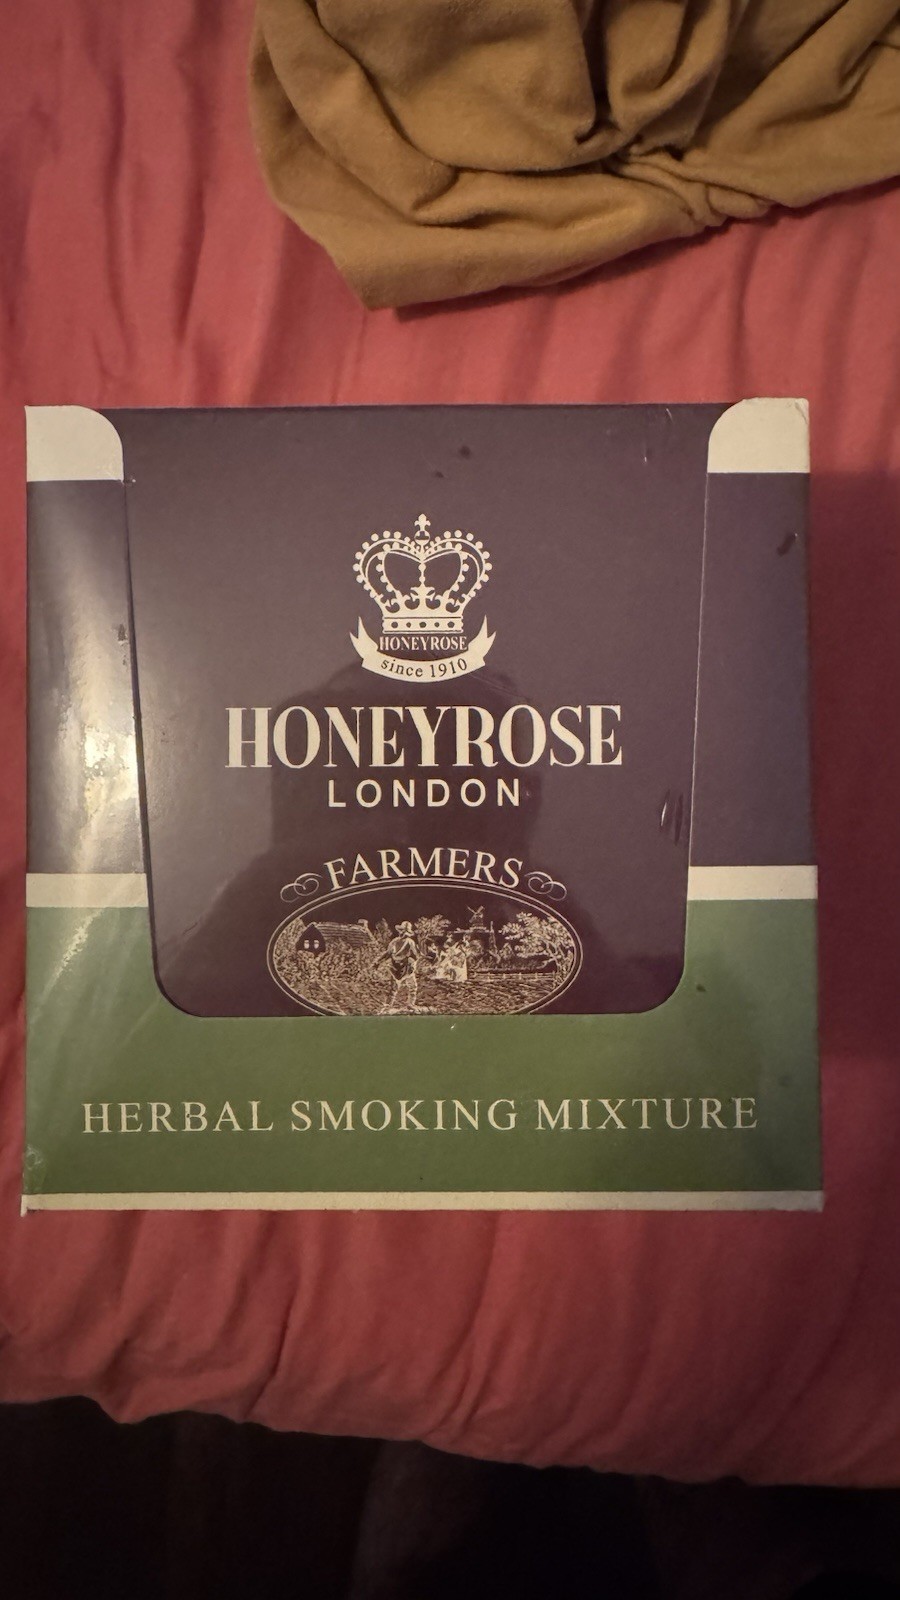 HONEYROSE
since 1910
HONEYROSE
LONDON
FARMERS
HERBAL SMOKING MIXTURE